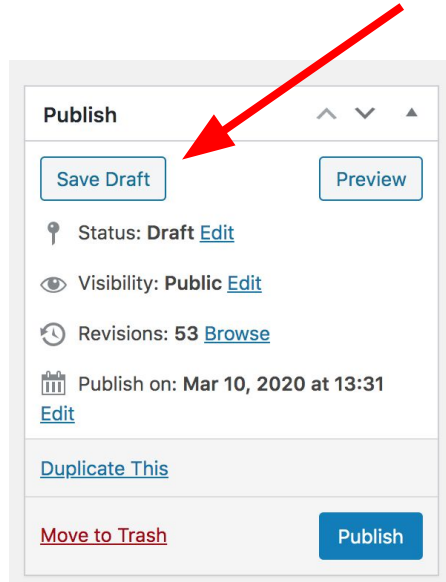 Publish
Save Draft
Preview
Status: Draft Edit
Visibility: Public Edit
Revisions: 53 Browse
Publish on: Mar 10, 2020 at 13:31
Edit
Duplicate This
Move to Trash
Publish